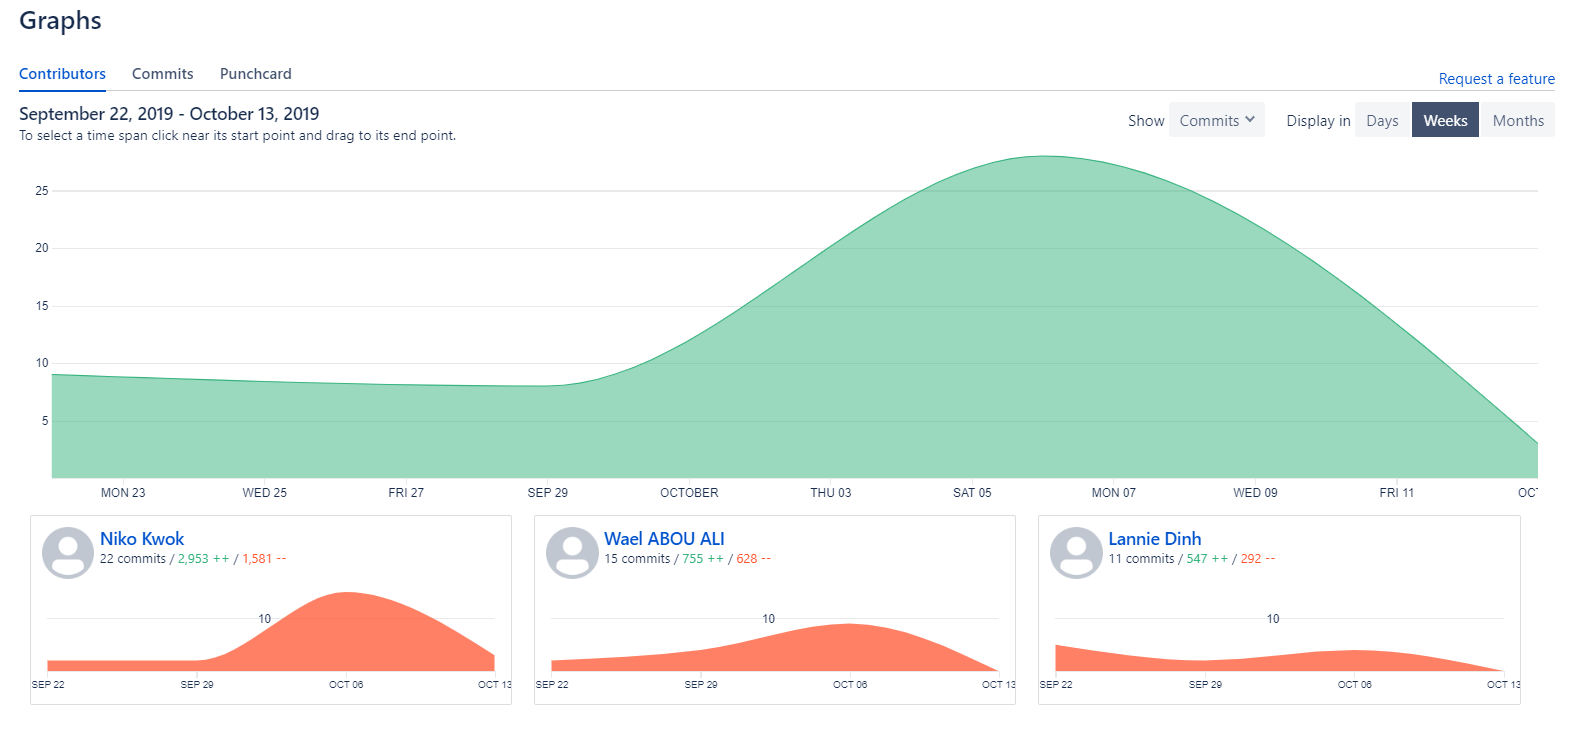 Graphs
Contributors Commits Punchcard
Request a feature
September 22, 2019 - October 13, 2019
To select a time span click near its start point and drag to its end point.
Show Commits Display in Days Weeks Months
25
20
15
10
5
MON 23 WED 25 FRI 27 SEP 29 OCTOBER THU 03 SAT 05 MON 07 WED 09 FRI 11 OCT
Niko Kwok
22 commits / 2,953 ++ / 1,581 --
10
SEP 22 SEP 29 OCT 06 OCT 13
Wael ABOU ALI
15 commits / 755 ++ / 628 --
10
SEP 22 SEP 29 OCT 06 OCT 13
Lannie Dinh
11 commits / 547 ++ / 292 --
10
SEP 22 SEP 29 OCT 06 OCT 13